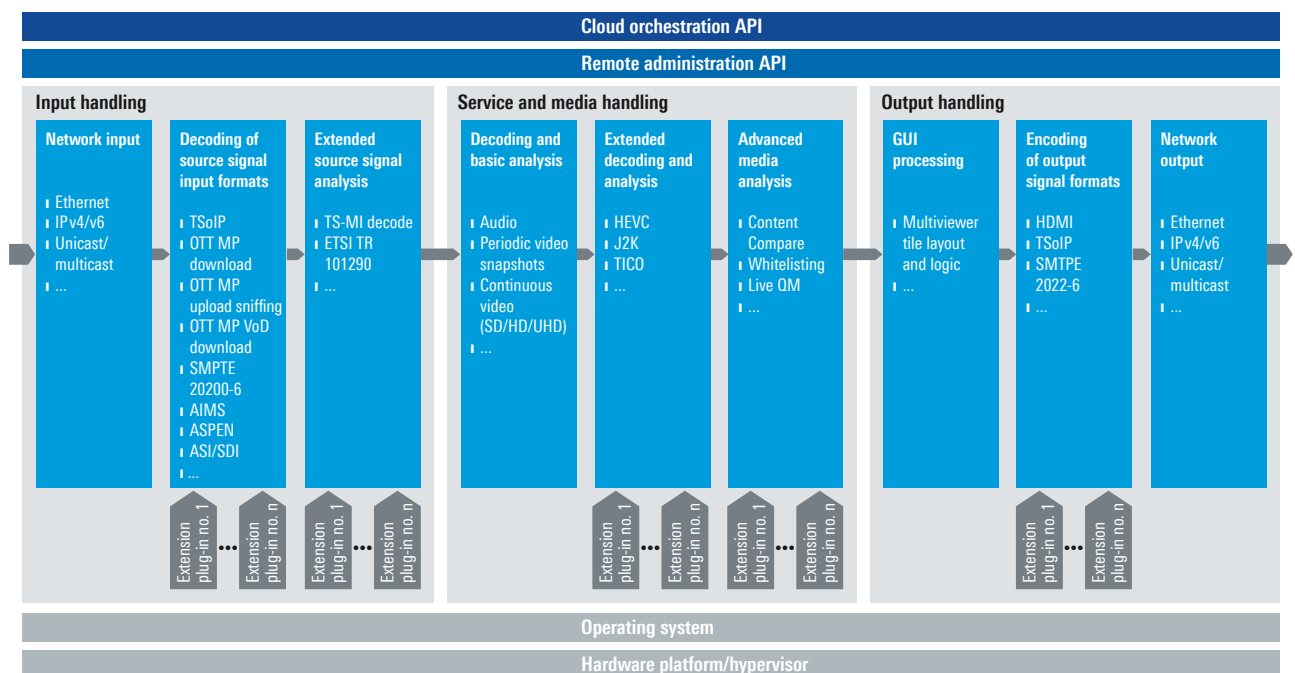 Cloud orchestration API
Remote administration API
Input handling
Network input
ı Ethernet
ı IPv4/v6
ı Unicast/
multicast
ı ...
Decoding of
source signal
input formats
ı TSoIP
ı OTT MP
download
ı OTT MP
upload sniffing
ı OTT MP VoD
download
ı SMPTE
20200-6
ı AIMS
ı ASPEN
ı ASI/SDI
ı ...
Extended
source signal
analysis
ı TS-MI decode
ı ETSI TR
101290
ı ...
Extension
plug-in no. 1
...
Extension
plug-in no. n
Extension
plug-in no. 1
...
Extension
plug-in no. n
Service and media handling
Decoding and
basic analysis
ı Audio
ı Periodic video
snapshots
ı Continuous
video
(SD/HD/UHD)
ı ...
Extended
decoding and
analysis
ı HEVC
ı J2K
ı TICO
ı ...
Advanced
media
analysis
ı Content
Compare
ı Whitelisting
ı Live QM
ı ...
Extension
plug-in no. 1
...
Extension
plug-in no. n
Extension
plug-in no. 1
...
Extension
plug-in no. n
Output handling
GUI
processing
ı Multiviewer
tile layout
and logic
ı ...
Encoding
of output
signal formats
ı HDMI
ı TSoIP
ı SMTPE
2022-6
ı ...
Network
output
ı Ethernet
ı IPv4/v6
ı Unicast/
multicast
ı ...
Extension
plug-in no. 1
...
Extension
plug-in no. n
Operating system
Hardware platform/hypervisor